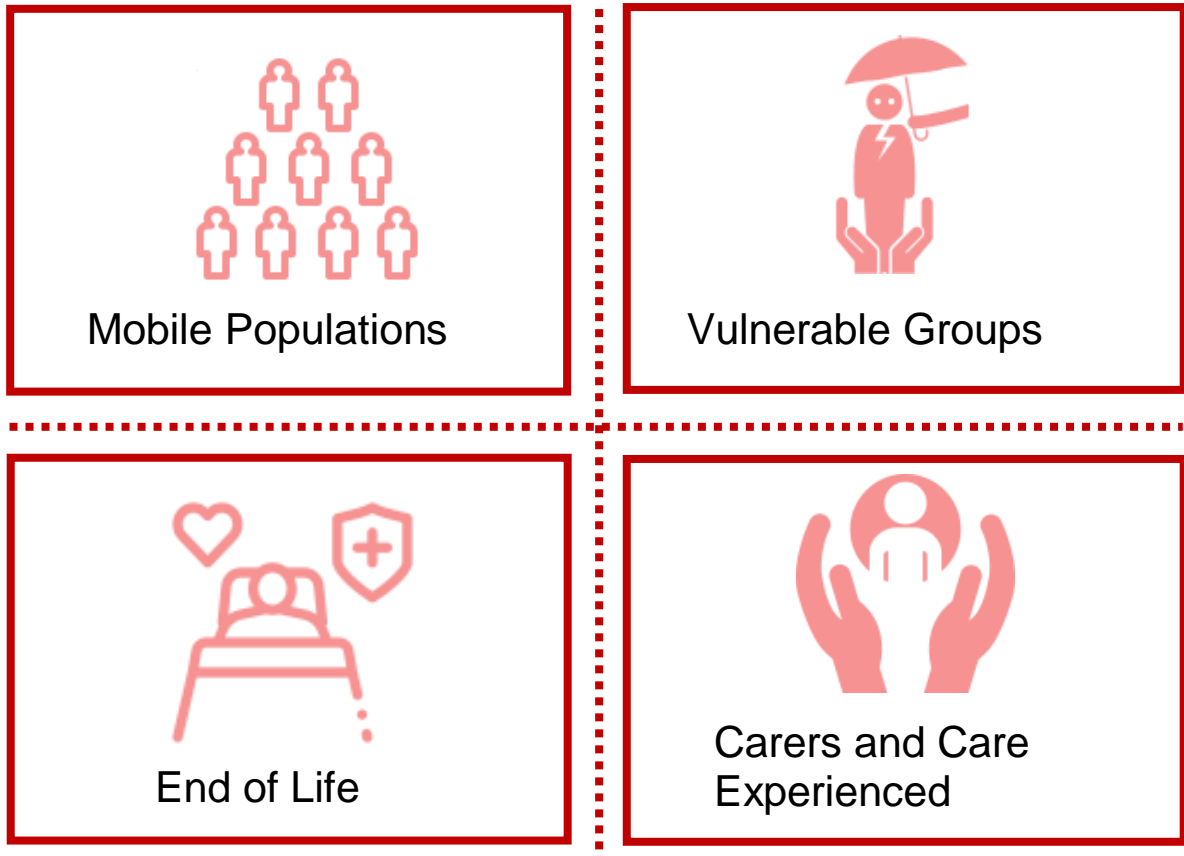 Mobile Populations
Vulnerable Groups
End of Life
Carers and Care
Experienced